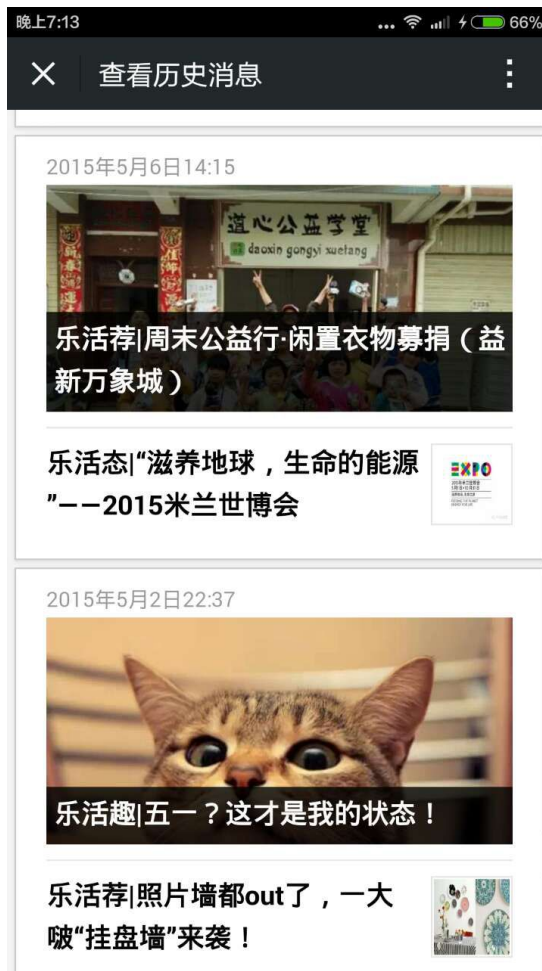 晚上7:13
66%
查看历史消息
2015年5月6日14:15
道心公益学堂
daoxin gongyi xuetang
乐活荐|周末公益行·闲置衣物募捐（益
新万象城）
乐活态|“滋养地球，生命的能源
”——2015米兰世博会
EXPO
2015年5月2日22:37
乐活趣|五一？这才是我的状态！
乐活荐|照片墙都out了，一大
啵“挂盘墙”来袭！